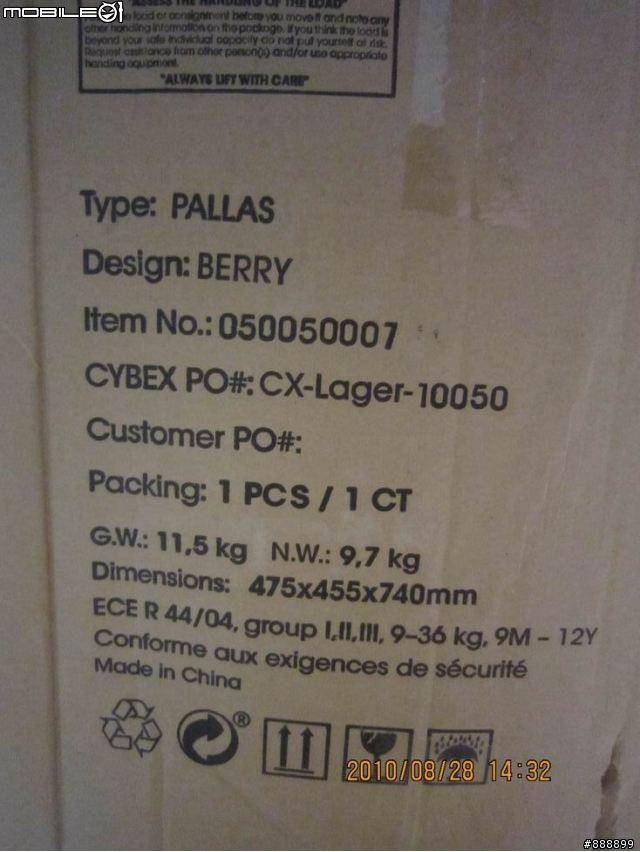 MOBILE01
"ASSESS THE HANDLING OF THE LOAD"
load or consignment before you move it and note any
other handling information on the package. If you think the load is
beyond your safe individual capacity do not put yourself at risk.
Request assistance from other person(s) and/or use appropriate
handling equipment.
"ALWAYS LIFT WITH CARE"
Type: PALLAS
Design: BERRY
Item No.: 050050007
CYBEX PO#: CX-Lager-10050
Customer PO#:
Packing: 1 PCS / 1 CT
G.W.: 11,5 kg N.W.: 9,7 kg
Dimensions: 475x455x740mm
ECE R 44/04, group I,II,III, 9–36 kg, 9M – 12Y
Conforme aux exigences de sécurité
Made in China
®
2010/08/28 14:32
#888899